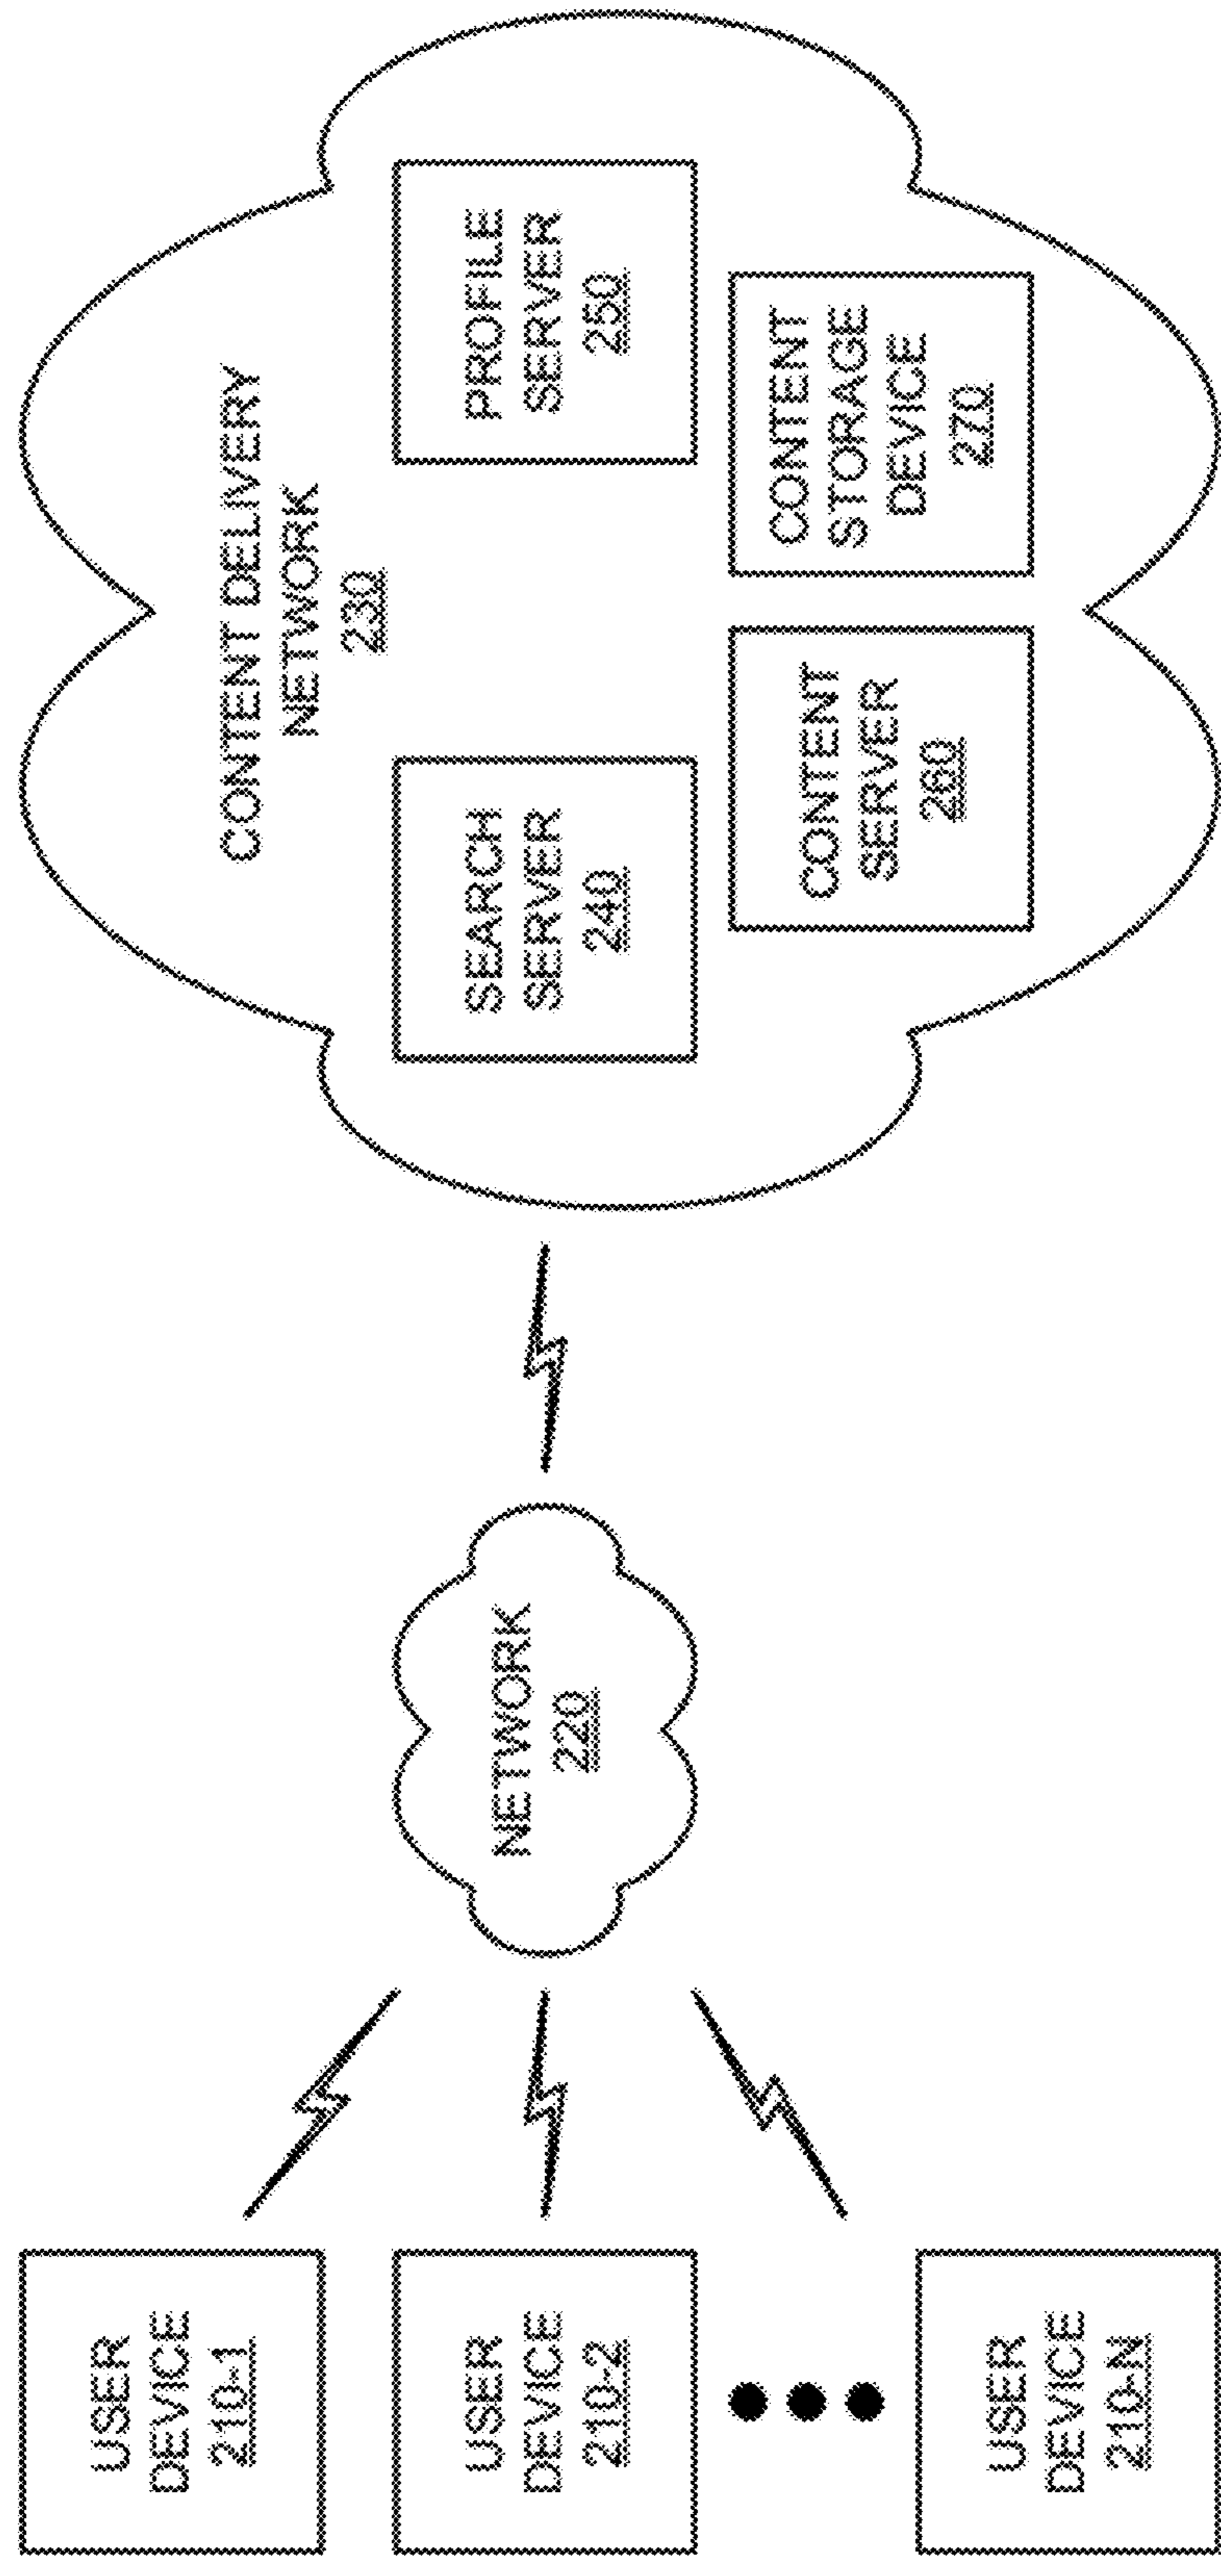 USER
DEVICE
210-1
USER
DEVICE
210-2
USER
DEVICE
210-N
NETWORK
220
CONTENT DELIVERY
NETWORK
230
SEARCH
SERVER
240
PROFILE
SERVER
250
CONTENT
SERVER
260
CONTENT
STORAGE
DEVICE
270